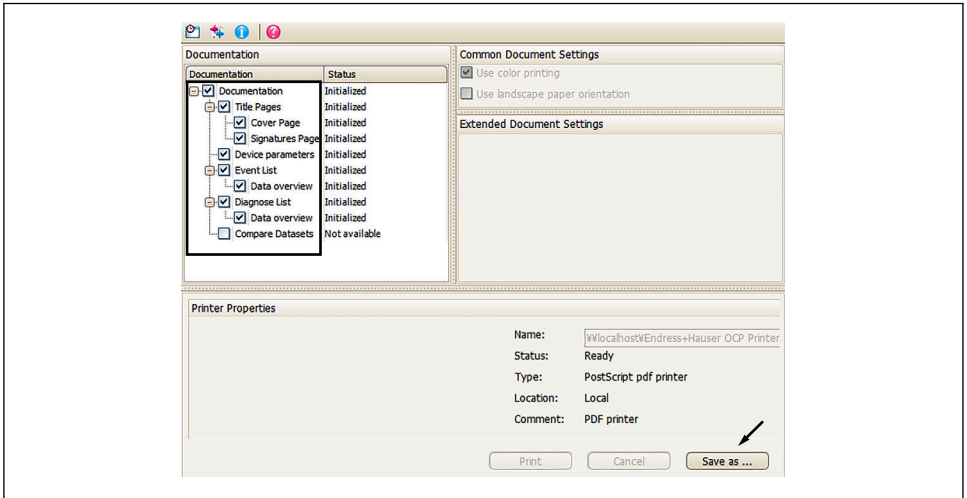 Documentation
Documentation Status
Documentation Initialized
Title Pages Initialized
Cover Page Initialized
Signatures Page Initialized
Device parameters Initialized
Event List Initialized
Data overview Initialized
Diagnose List Initialized
Data overview Initialized
Compare Datasets Not available
Common Document Settings
Use color printing
Use landscape paper orientation
Extended Document Settings
Printer Properties
Name: ¥¥localhost¥Endress+Hauser OCP Printer
Status: Ready
Type: PostScript pdf printer
Location: Local
Comment: PDF printer
Print Cancel Save as ...